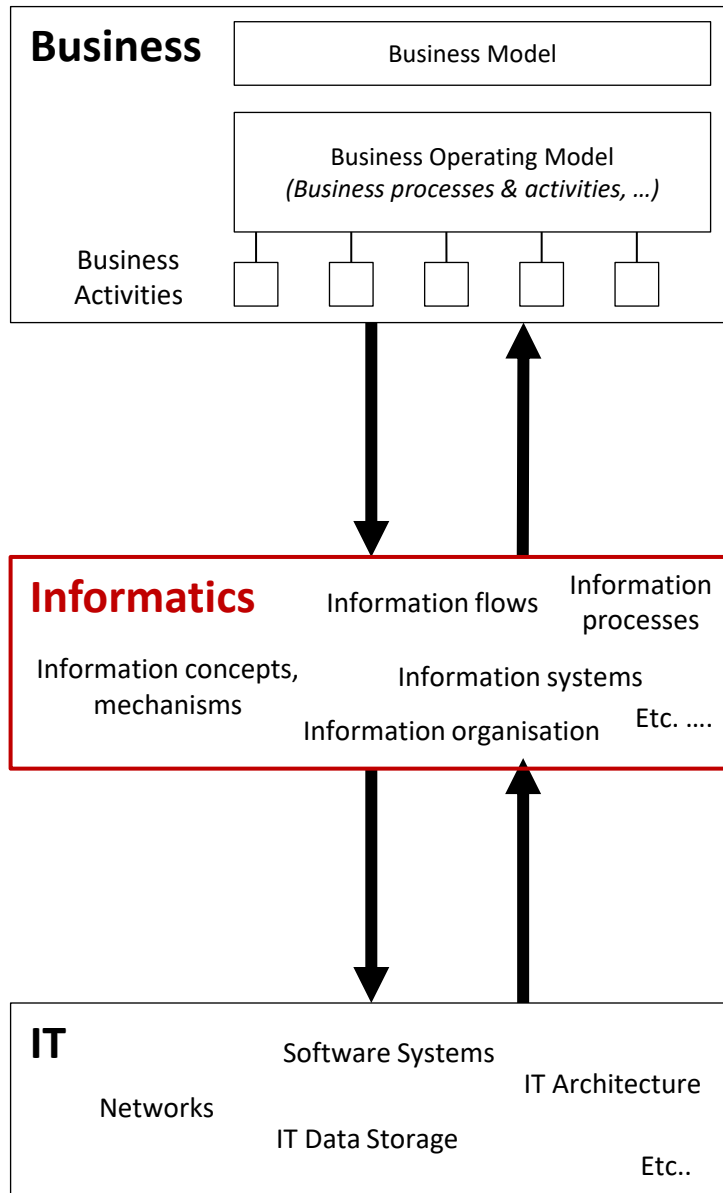 Business
Business Model
Business Operating Model
(Business processes & activities, …)
Business
Activities
Informatics
Information flows
Information
processes
Information concepts,
mechanisms
Information systems
Information organisation
Etc. ….
IT
Software Systems
IT Architecture
Networks
IT Data Storage
Etc..